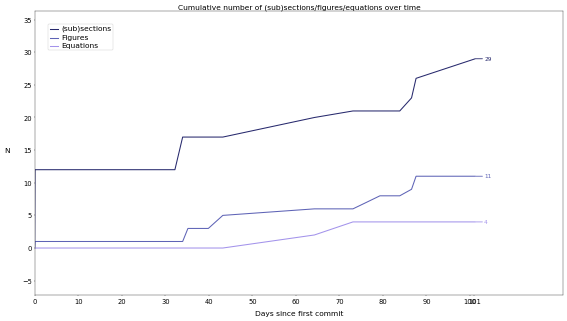 Cumulative number of (sub)sections/figures/equations over time
(sub)sections
Figures
Equations
N
35
30
25
20
15
10
5
0
−5
29
11
4
0 10 20 30 40 50 60 70 80 90 100 101
Days since first commit